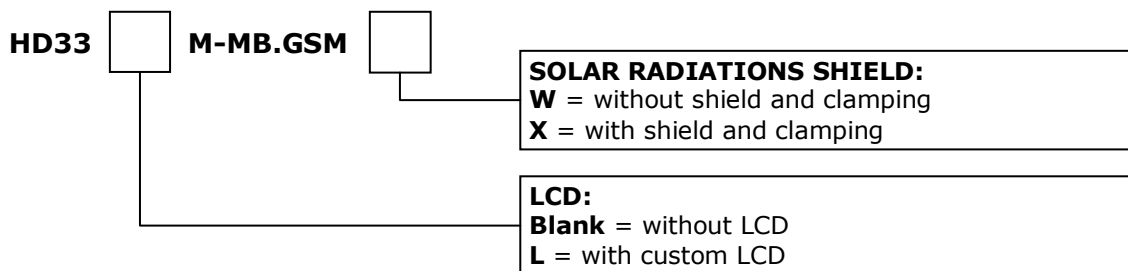 HD33 M-MB.GSM
SOLAR RADIATIONS SHIELD:
W = without shield and clamping
X = with shield and clamping
LCD:
Blank = without LCD
L = with custom LCD